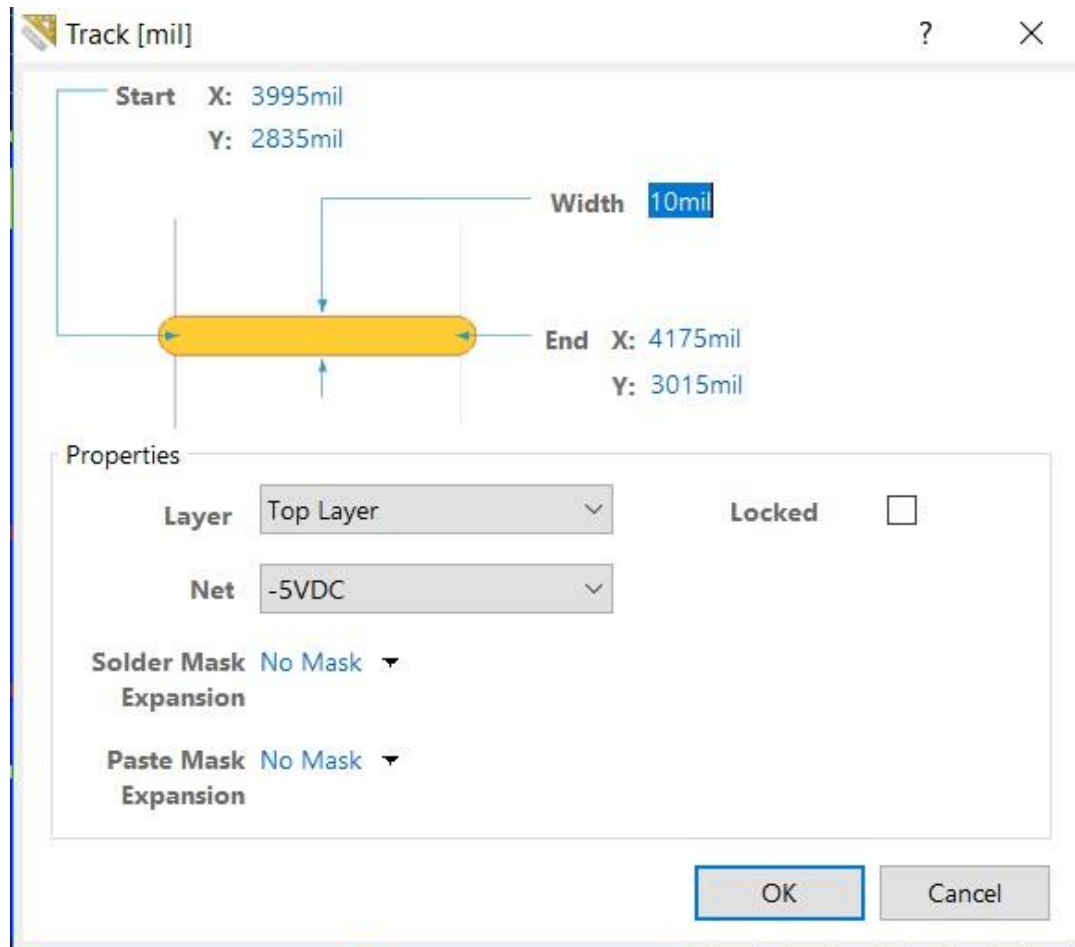 Track [mil] ?
Start X: 3995mil
Y: 2835mil
Width 10mil
End X: 4175mil
Y: 3015mil
Properties
Layer Top Layer Locked
Net -5VDC
Solder Mask No Mask
Expansion
Paste Mask No Mask
Expansion
OK Cancel